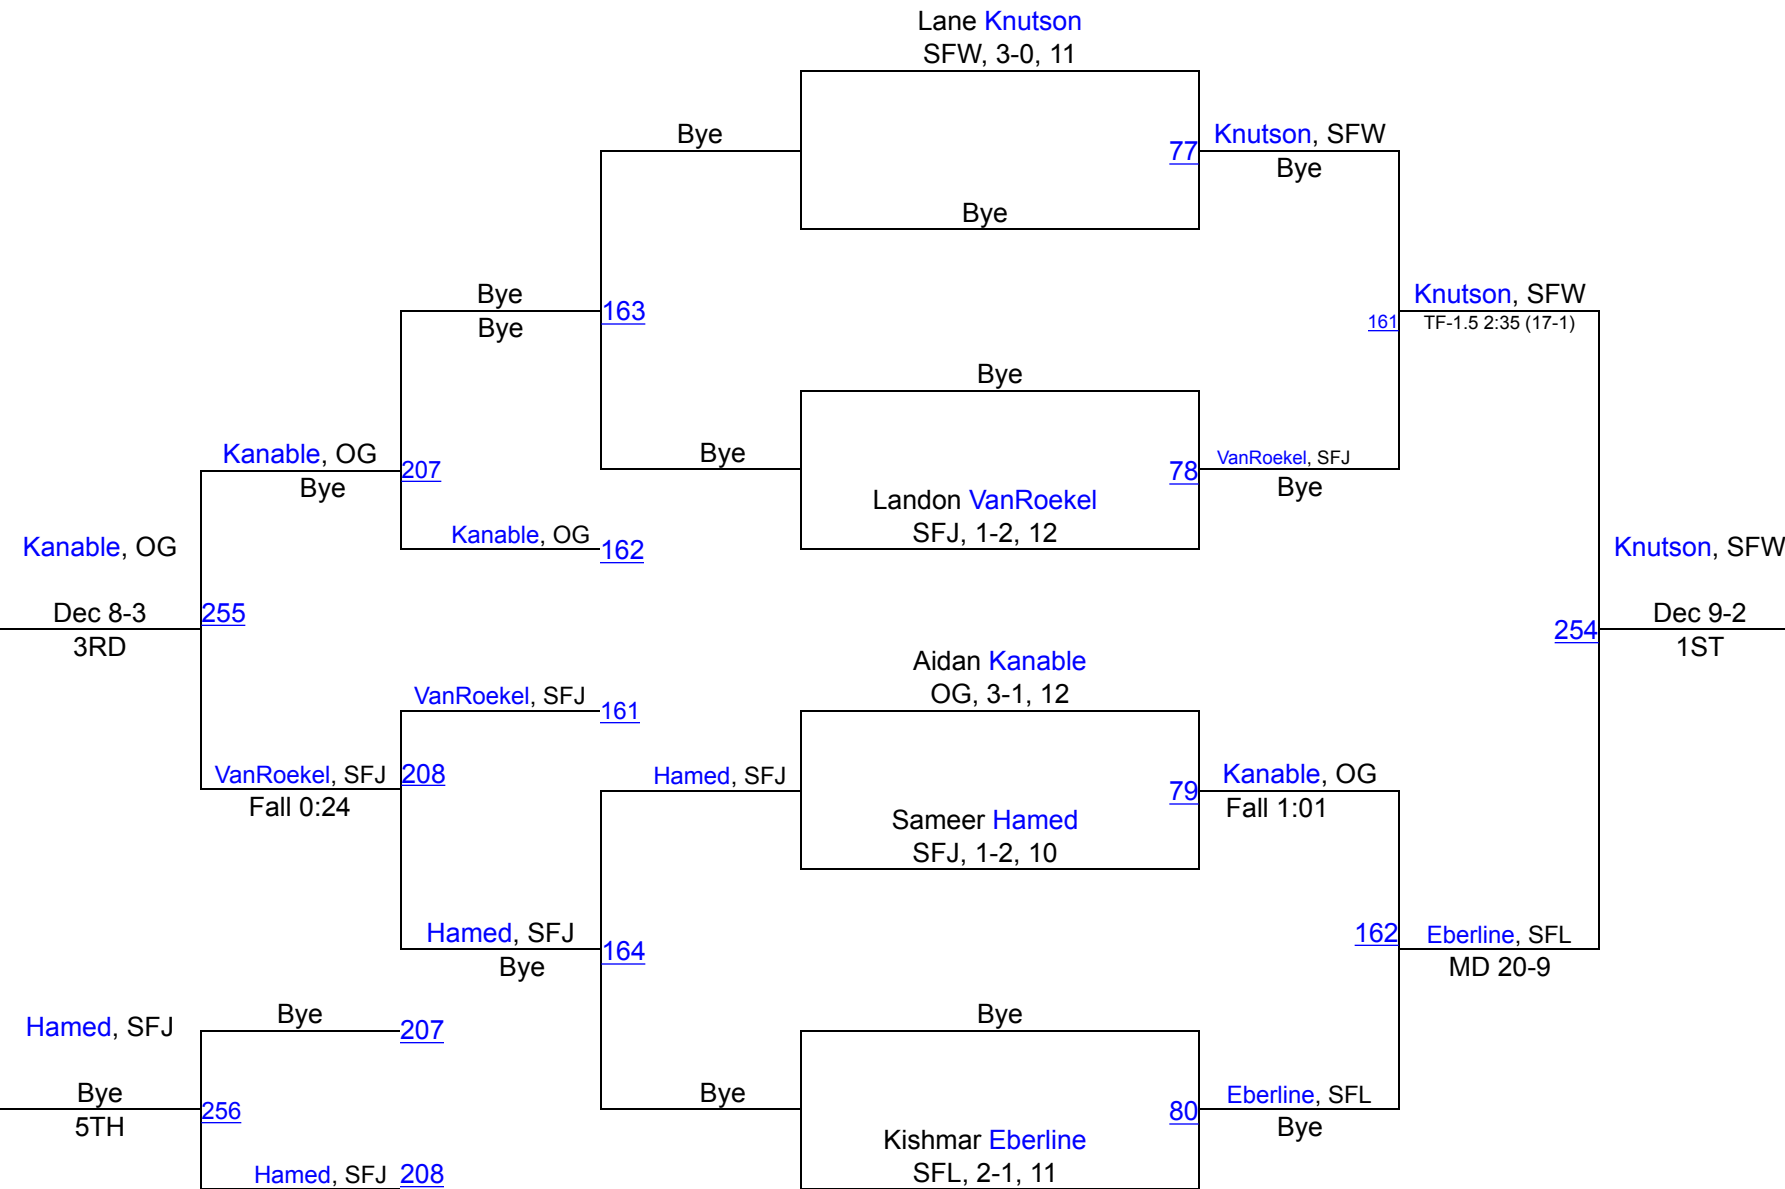 Lane Knutson
SFW, 3-0, 11
Bye
77
Knutson, SFW
Bye
Bye
Bye
163
Bye
161
Knutson, SFW
TF-1.5 2:35 (17-1)
Bye
Kanable, OG
207
Bye
Bye
78
VanRoekel, SFJ
Bye
Landon VanRoekel
SFJ, 1-2, 12
Kanable, OG
162
Kanable, OG
Dec 8-3
255
3RD
Knutson, SFW
254
Dec 9-2
1ST
Aidan Kanable
OG, 3-1, 12
VanRoekel, SFJ
161
VanRoekel, SFJ
208
Fall 0:24
Hamed, SFJ
79
Kanable, OG
Fall 1:01
Sameer Hamed
SFJ, 1-2, 10
Hamed, SFJ
164
Bye
162
Eberline, SFL
MD 20-9
Hamed, SFJ
Bye
207
Bye
Bye
256
5TH
Bye
80
Eberline, SFL
Bye
Kishmar Eberline
SFL, 2-1, 11
Hamed, SFJ
208